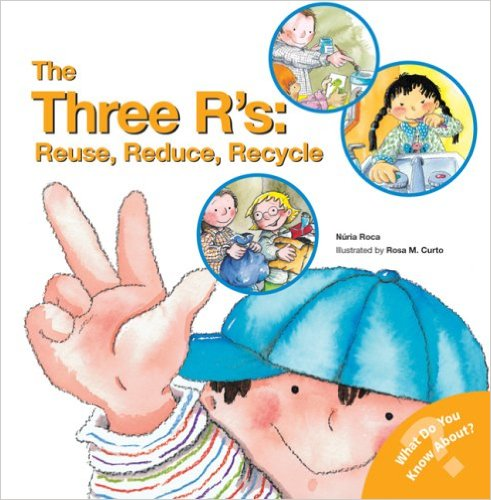 The
Three R's:
Reuse, Reduce, Recycle
Núria Roca
Illustrated by Rosa M. Curto
What Do You
Know About?
?